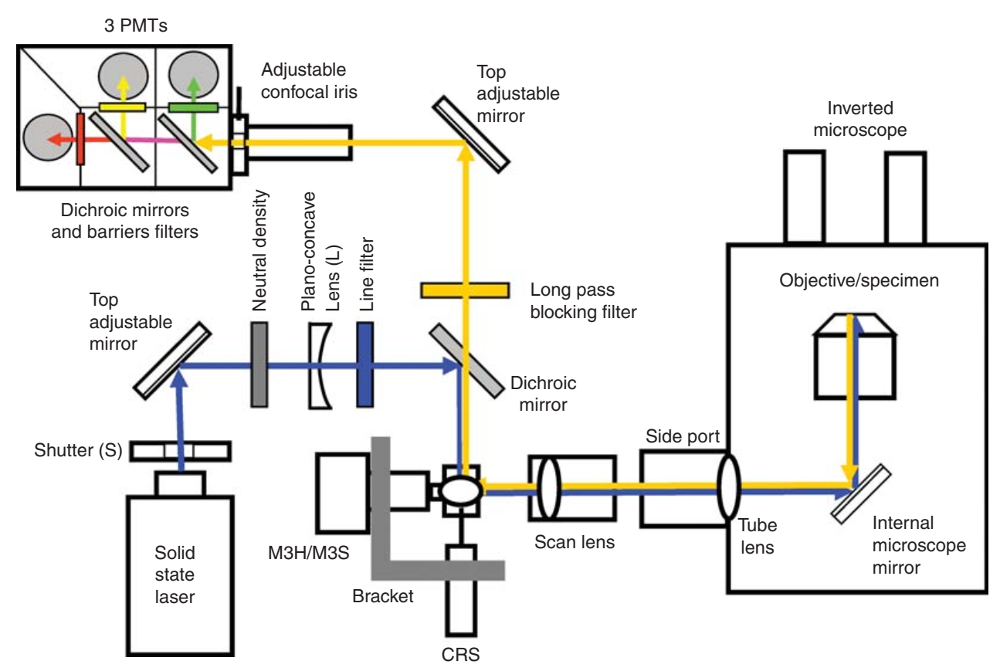 3 PMTs
Adjustable
confocal iris
Top
adjustable
mirror
Inverted
microscope
Dichroic mirrors
and barriers filters
Neutral density
Plano-concave
Lens (L)
Line filter
Long pass
blocking filter
Objective/specimen
Top
adjustable
mirror
Dichroic
mirror
Shutter (S)
Side port
Solid
state
laser
M3H/M3S
Bracket
CRS
Scan lens
Tube
lens
Internal
microscope
mirror